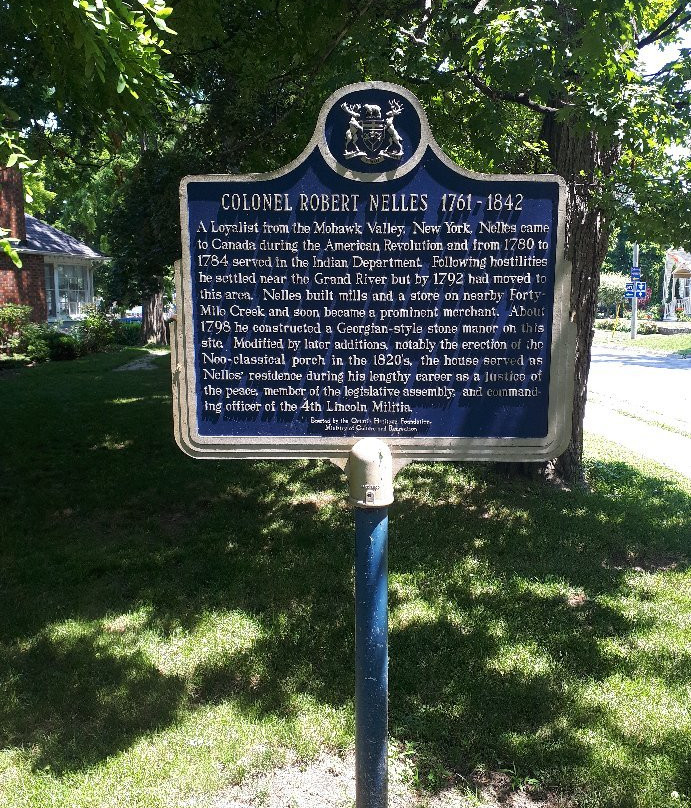 COLONEL ROBERT NELLES 1761-1842
A Loyalist from the Mohawk Valley, New York, Nelles came
to Canada during the American Revolution and from 1780 to
1784 served in the Indian Department. Following hostilities
he settled near the Grand River but by 1792 had moved to
this area. Nelles built mills and a store on nearby Forty-
Mile Creek and soon became a prominent merchant. About
1798 he constructed a Georgian-style stone manor on this
site. Modified by later additions, notably the erection of the
Neo-classical porch in the 1820's, the house served as
Nelles' residence during his lengthy career as a justice of
the peace, member of the legislative assembly, and command-
ing officer of the 4th Lincoln Militia.
Erected by the Ontario Heritage Foundation,
Ministry of Culture and Recreation